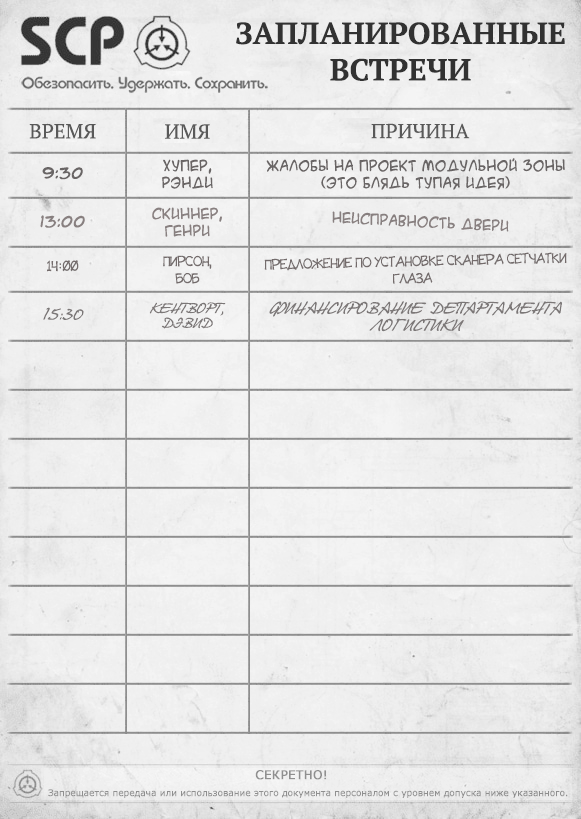 SCP
Обезопасить. Удержать. Сохранить.
ЗАПЛАНИРОВАННЫЕ
ВСТРЕЧИ
ВРЕМЯ ИМЯ ПРИЧИНА
9:30 ХУПЕР, РЭНДИ ЖАЛОБЫ НА ПРОЕКТ МОДУЛЬНОЙ ЗОНЫ
(ЭТО БЛЯДЬ ТУПАЯ ИДЕЯ)
13:00 СКИННЕР, ГЕНРИ НЕИСПРАВНОСТЬ ДВЕРИ
14:00 ПИРСОН, БОБ ПРЕДЛОЖЕНИЕ ПО УСТАНОВКЕ СКАНЕРА СЕТЧАТКИ
ГЛАЗА
15:30 КЕНТВОРТ, ДЭВИД ФИНАНСИРОВАНИЕ ДЕПАРТАМЕНТА
ЛОГИСТИКИ
СЕКРЕТНО!
Запрещается передача или использование этого документа персоналом с уровнем допуска ниже указанного.